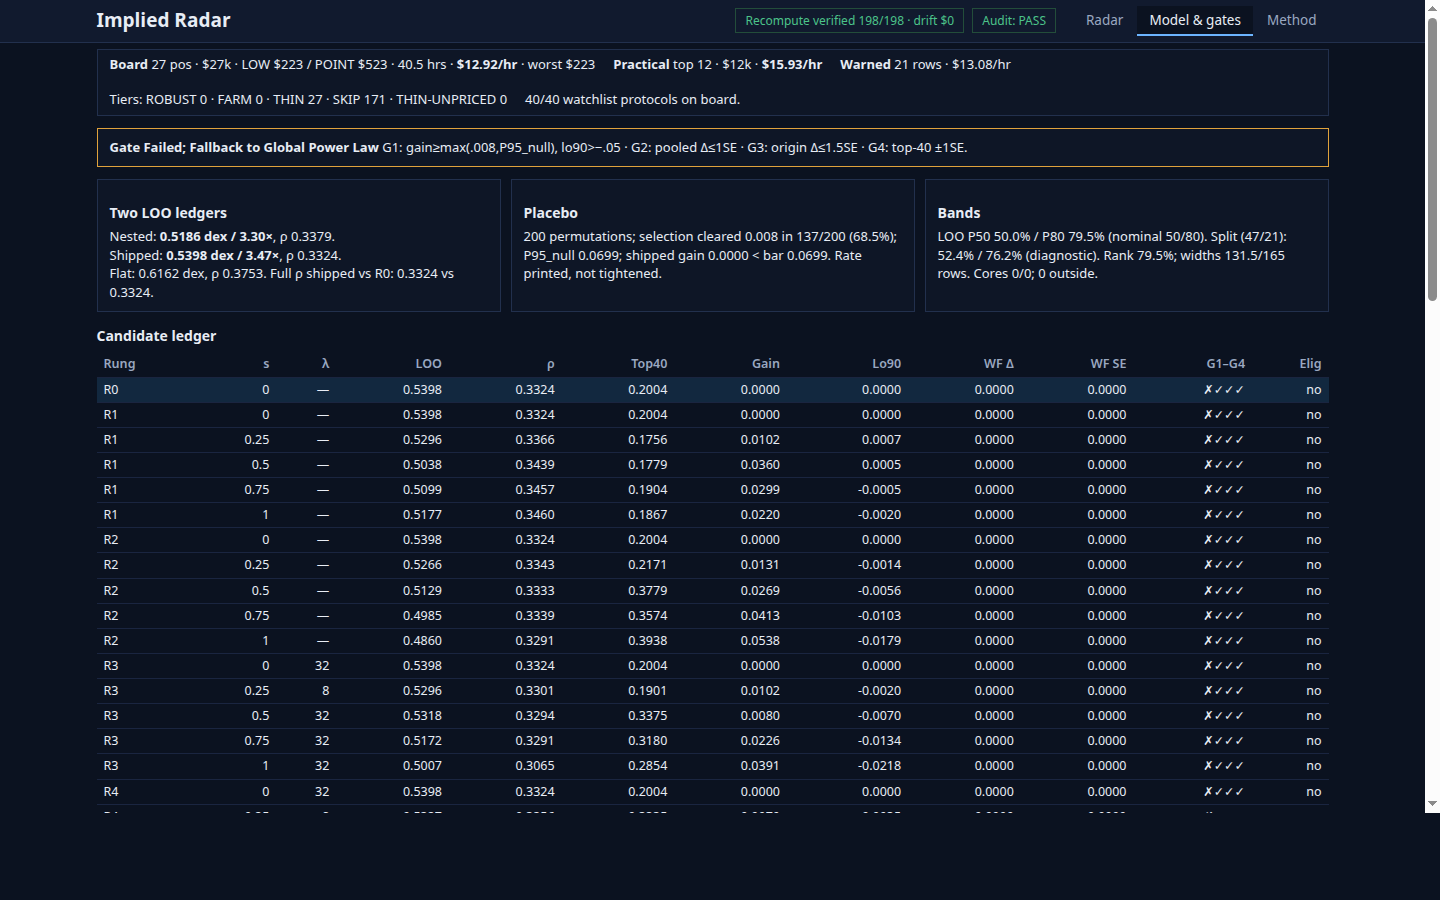 Implied Radar
Recompute verified 198/198 · drift $0
Audit: PASS
Radar
Model & gates
Method
Board 27 pos · $27k · LOW $223 / POINT $523 · 40.5 hrs · $12.92/hr · worst $223 Practical top 12 · $12k · $15.93/hr Warned 21 rows · $13.08/hr
Tiers: ROBUST 0 · FARM 0 · THIN 27 · SKIP 171 · THIN-UNPRICED 0 40/40 watchlist protocols on board.
Gate Failed; Fallback to Global Power Law G1: gain≥max(.008,P95_null), lo90>−.05 · G2: pooled Δ≤1SE · G3: origin Δ≤1.5SE · G4: top-40 ±1SE.
Two LOO ledgers
Nested: 0.5186 dex / 3.30×, ρ 0.3379.
Shipped: 0.5398 dex / 3.47×, ρ 0.3324.
Flat: 0.6162 dex, ρ 0.3753. Full ρ shipped vs R0: 0.3324 vs
0.3324.
Placebo
200 permutations; selection cleared 0.008 in 137/200 (68.5%);
P95_null 0.0699; shipped gain 0.0000 < bar 0.0699. Rate
printed, not tightened.
Bands
LOO P50 50.0% / P80 79.5% (nominal 50/80). Split (47/21):
52.4% / 76.2% (diagnostic). Rank 79.5%; widths 131.5/165
rows. Cores 0/0; 0 outside.
Candidate ledger
Rung s λ LOO ρ Top40 Gain Lo90 WF Δ WF SE G1–G4 Elig
R0 0 — 0.5398 0.3324 0.2004 0.0000 0.0000 0.0000 0.0000 ✗✓✓✓ no
R1 0 — 0.5398 0.3324 0.2004 0.0000 0.0000 0.0000 0.0000 ✗✓✓✓ no
R1 0.25 — 0.5296 0.3366 0.1756 0.0102 0.0007 0.0000 0.0000 ✗✓✓✓ no
R1 0.5 — 0.5038 0.3439 0.1779 0.0360 0.0005 0.0000 0.0000 ✗✓✓✓ no
R1 0.75 — 0.5099 0.3457 0.1904 0.0299 -0.0005 0.0000 0.0000 ✗✓✓✓ no
R1 1 — 0.5177 0.3460 0.1867 0.0220 -0.0020 0.0000 0.0000 ✗✓✓✓ no
R2 0 — 0.5398 0.3324 0.2004 0.0000 0.0000 0.0000 0.0000 ✗✓✓✓ no
R2 0.25 — 0.5266 0.3343 0.2171 0.0131 -0.0014 0.0000 0.0000 ✗✓✓✓ no
R2 0.5 — 0.5129 0.3333 0.3779 0.0269 -0.0056 0.0000 0.0000 ✗✓✓✓ no
R2 0.75 — 0.4985 0.3339 0.3574 0.0413 -0.0103 0.0000 0.0000 ✗✓✓✓ no
R2 1 — 0.4860 0.3291 0.3938 0.0538 -0.0179 0.0000 0.0000 ✗✓✓✓ no
R3 0 32 0.5398 0.3324 0.2004 0.0000 0.0000 0.0000 0.0000 ✗✓✓✓ no
R3 0.25 8 0.5296 0.3301 0.1901 0.0102 -0.0020 0.0000 0.0000 ✗✓✓✓ no
R3 0.5 32 0.5318 0.3294 0.3375 0.0080 -0.0070 0.0000 0.0000 ✗✓✓✓ no
R3 0.75 32 0.5172 0.3291 0.3180 0.0226 -0.0134 0.0000 0.0000 ✗✓✓✓ no
R3 1 32 0.5007 0.3065 0.2854 0.0391 -0.0218 0.0000 0.0000 ✗✓✓✓ no
R4 0 32 0.5398 0.3324 0.2004 0.0000 0.0000 0.0000 0.0000 ✗✓✓✓ no